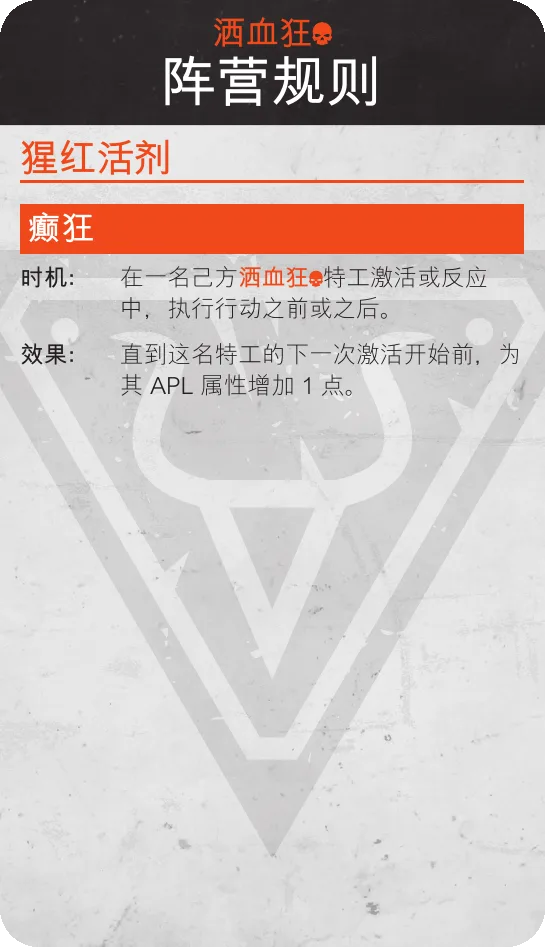 洒血狂
阵营规则
猩红活剂
癫狂
时机: 在一名己方洒血狂特工激活或反应
中，执行行动之前或之后。
效果: 直到这名特工的下一次激活开始前，为
其 APL 属性增加 1 点。